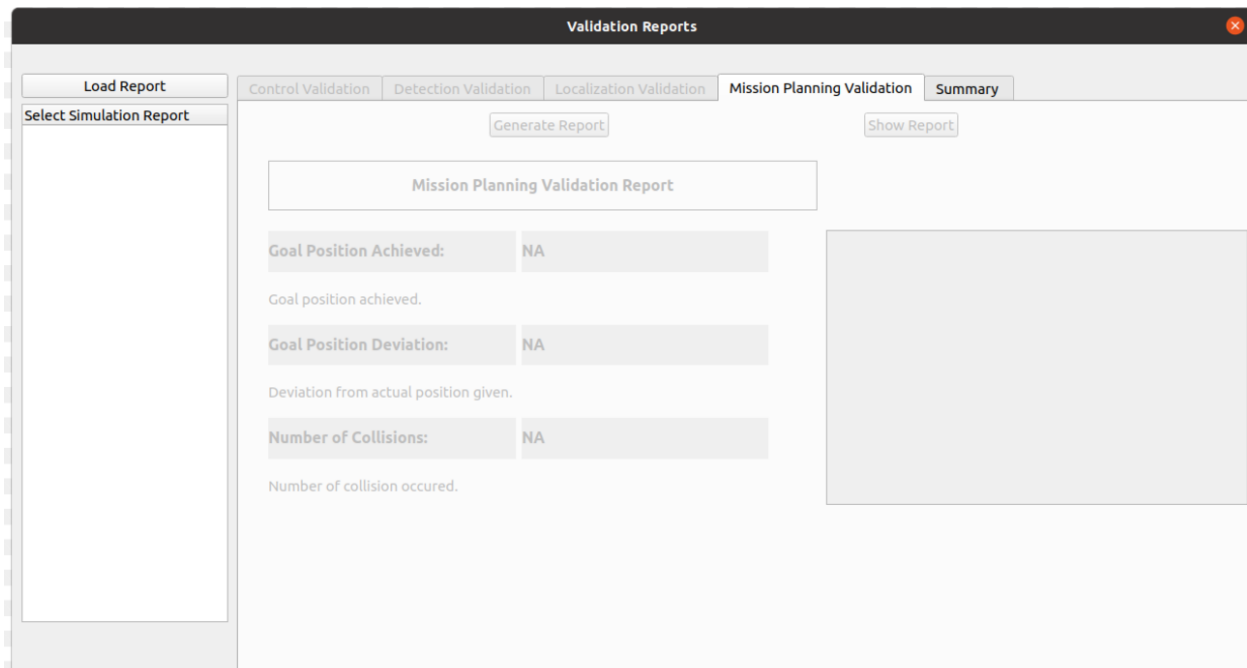 Validation Reports
Load Report
Control Validation Detection Validation Localization Validation Mission Planning Validation Summary
Select Simulation Report
Generate Report Show Report
Mission Planning Validation Report
Goal Position Achieved: NA
Goal position achieved.
Goal Position Deviation: NA
Deviation from actual position given.
Number of Collisions: NA
Number of collision occured.